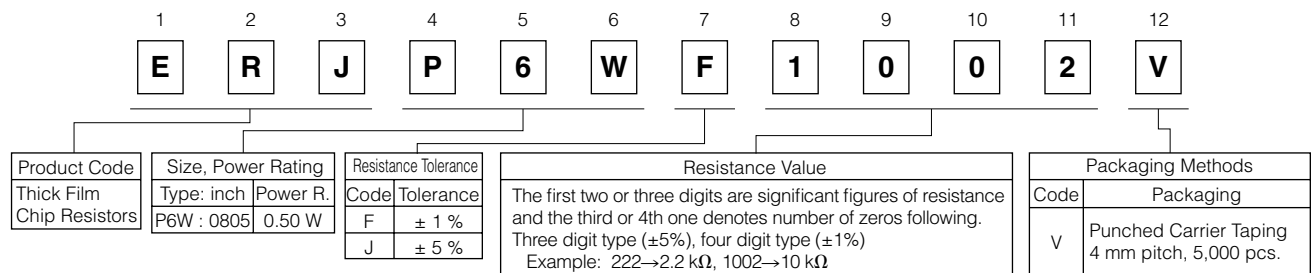 1 2 3 4 5 6 7 8 9 10 11 12
E R J P 6 W F 1 0 0 2 V
Product Code
Thick Film
Chip Resistors
Size, Power Rating
Type: inch Power R.
P6W : 0805 0.50 W
Resistance Tolerance
Code Tolerance
F ± 1 %
J ± 5 %
Resistance Value
The first two or three digits are significant figures of resistance
and the third or 4th one denotes number of zeros following.
Three digit type (±5%), four digit type (±1%)
Example: 222→2.2 kΩ, 1002→10 kΩ
Packaging Methods
Code Packaging
V Punched Carrier Taping
4 mm pitch, 5,000 pcs.